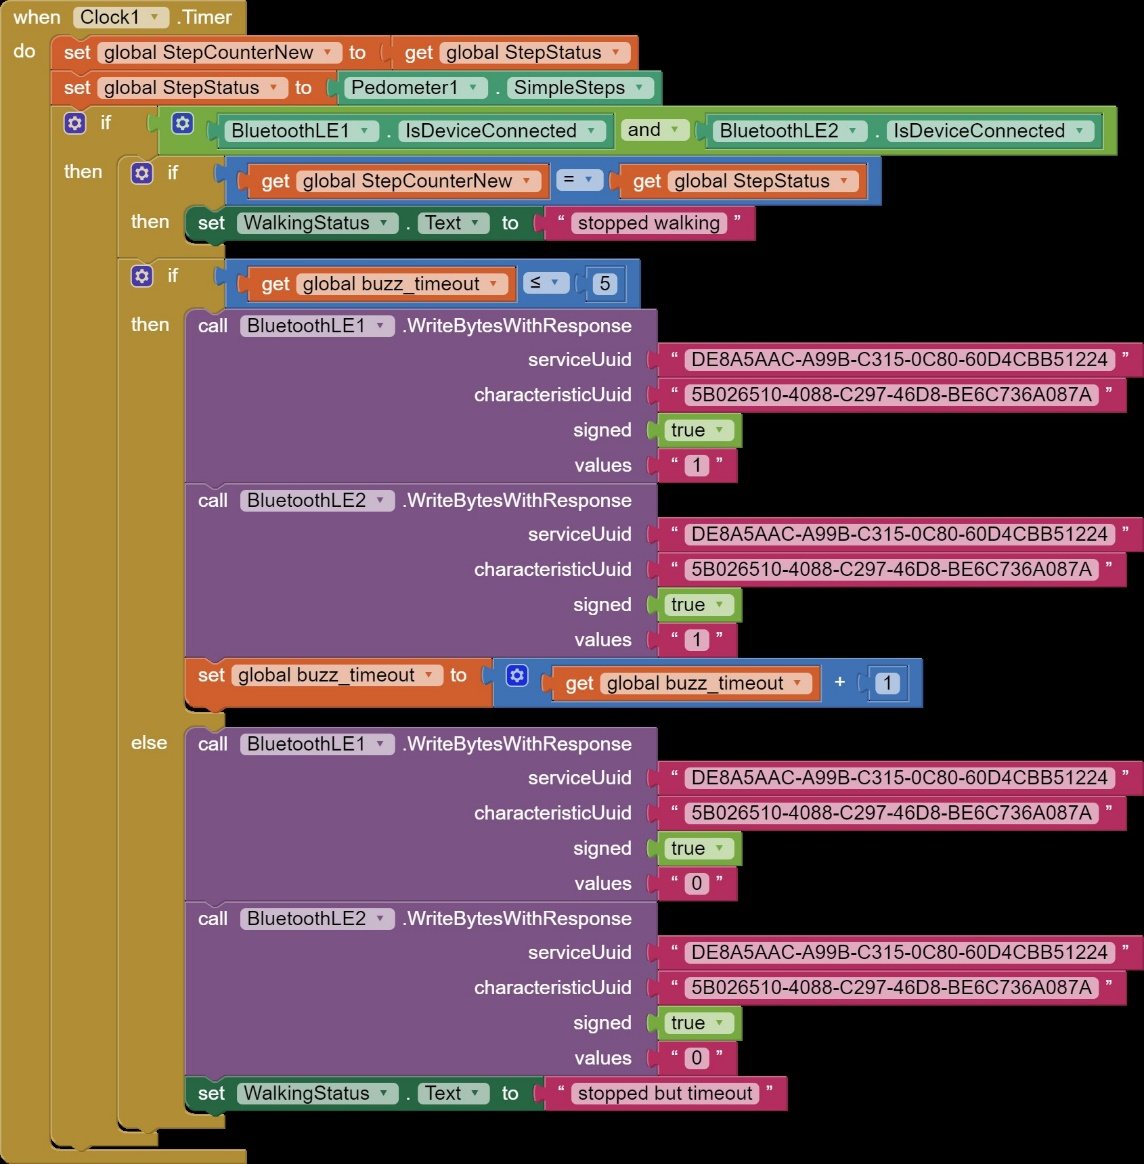 when Clock1 .Timer
do set global StepCounterNew to get global StepStatus
set global StepStatus to Pedometer1 . SimpleSteps
if BluetoothLE1 . IsDeviceConnected and BluetoothLE2 . IsDeviceConnected
then if get global StepCounterNew = get global StepStatus
then set WalkingStatus . Text to “ stopped walking ”
if get global buzz_timeout ≤ 5
then call BluetoothLE1 .WriteBytesWithResponse
serviceUuid “ DE8A5AAC-A99B-C315-0C80-60D4CBB51224 ”
characteristicUuid “ 5B026510-4088-C297-46D8-BE6C736A087A ”
signed true
values “ 1 ”
call BluetoothLE2 .WriteBytesWithResponse
serviceUuid “ DE8A5AAC-A99B-C315-0C80-60D4CBB51224 ”
characteristicUuid “ 5B026510-4088-C297-46D8-BE6C736A087A ”
signed true
values “ 1 ”
set global buzz_timeout to get global buzz_timeout + 1
else call BluetoothLE1 .WriteBytesWithResponse
serviceUuid “ DE8A5AAC-A99B-C315-0C80-60D4CBB51224 ”
characteristicUuid “ 5B026510-4088-C297-46D8-BE6C736A087A ”
signed true
values “ 0 ”
call BluetoothLE2 .WriteBytesWithResponse
serviceUuid “ DE8A5AAC-A99B-C315-0C80-60D4CBB51224 ”
characteristicUuid “ 5B026510-4088-C297-46D8-BE6C736A087A ”
signed true
values “ 0 ”
set WalkingStatus . Text to “ stopped but timeout ”